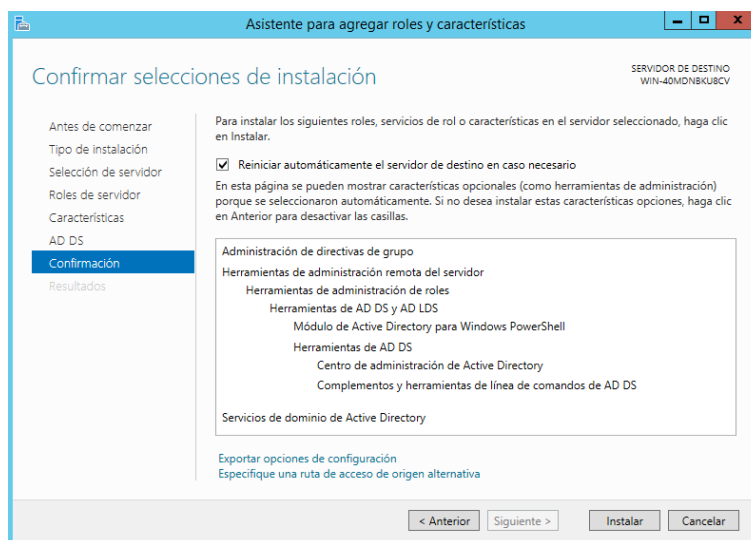 Asistente para agregar roles y características
Confirmar selecciones de instalación
SERVIDOR DE DESTINO
WIN-40MDNBKU8CV
Antes de comenzar
Tipo de instalación
Selección de servidor
Roles de servidor
Características
AD DS
Confirmación
Resultados
Para instalar los siguientes roles, servicios de rol o características en el servidor seleccionado, haga clic
en Instalar.
Reiniciar automáticamente el servidor de destino en caso necesario
En esta página se pueden mostrar características opcionales (como herramientas de administración)
porque se seleccionaron automáticamente. Si no desea instalar estas características opciones, haga clic
en Anterior para desactivar las casillas.
Administración de directivas de grupo
Herramientas de administración remota del servidor
Herramientas de administración de roles
Herramientas de AD DS y AD LDS
Módulo de Active Directory para Windows PowerShell
Herramientas de AD DS
Centro de administración de Active Directory
Complementos y herramientas de línea de comandos de AD DS
Servicios de dominio de Active Directory
Exportar opciones de configuración
Especifique una ruta de acceso de origen alternativa
< Anterior
Siguiente >
Instalar
Cancelar